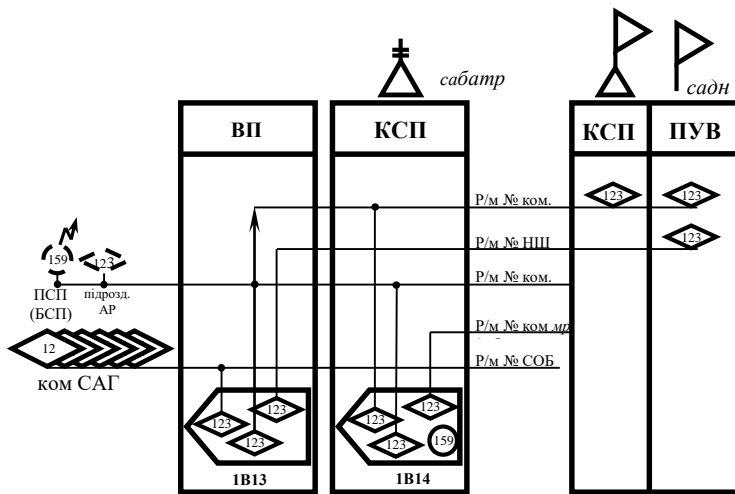 сабатр
садн
ВП
КСП
КСП
ПУВ
Р/м № ком.
123
123
Р/м № НШ
123
159
123
ПСП
(БСП)
підрозд.
АР
Р/м № ком.
Р/м № ком мр
12
Р/м № СОБ
ком САГ
123
123
123
123
123
123
159
1В13
1В14